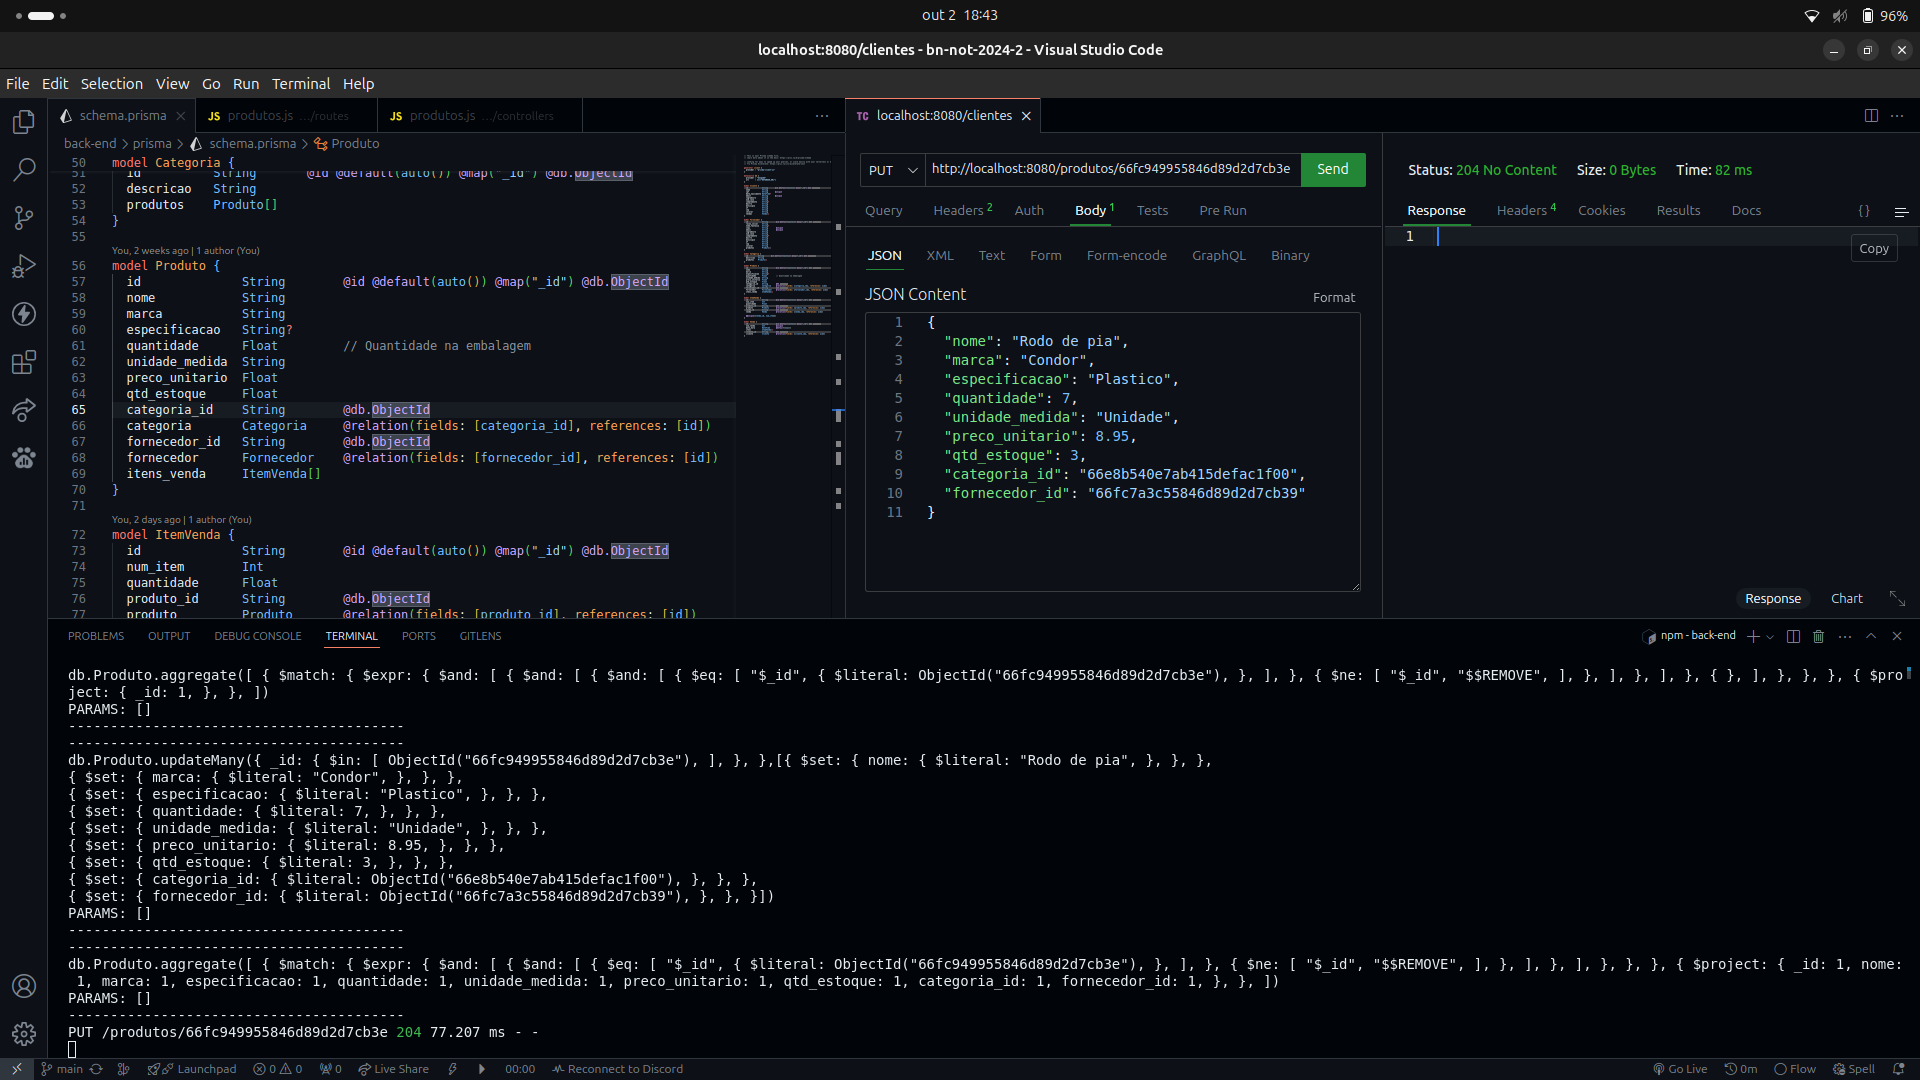 out 2 18:43
96%
localhost:8080/clientes - bn-not-2024-2 - Visual Studio Code
File Edit Selection View Go Run Terminal Help
schema.prisma
JS produtos.js .../routes
JS produtos.js .../controllers
back-end > prisma > schema.prisma > Produto
50 model Categoria {
51 id String @id @default(auto()) @map("_id") @db.ObjectId
52 descricao String
53 produtos Produto[]
54 }
55
You, 2 weeks ago | 1 author (You)
56 model Produto {
57 id String @id @default(auto()) @map("_id") @db.ObjectId
58 nome String
59 marca String
60 especificacao String?
61 quantidade Float // Quantidade na embalagem
62 unidade_medida String
63 preco_unitario Float
64 qtd_estoque Float
65 categoria_id String @db.ObjectId
66 categoria Categoria @relation(fields: [categoria_id], references: [id])
67 fornecedor_id String @db.ObjectId
68 fornecedor Fornecedor @relation(fields: [fornecedor_id], references: [id])
69 itens_venda ItemVenda[]
70 }
71
You, 2 days ago | 1 author (You)
72 model ItemVenda {
73 id String @id @default(auto()) @map("_id") @db.ObjectId
74 num_item Int
75 quantidade Float
76 produto_id String @db.ObjectId
77 produto Produto @relation(fields: [produto_id], references: [id])
TC localhost:8080/clientes
PUT http://localhost:8080/produtos/66fc949955846d89d2d7cb3e Send
Query Headers 2 Auth Body 1 Tests Pre Run
JSON XML Text Form Form-encode GraphQL Binary
JSON Content Format
1 {
2 "nome": "Rodo de pia",
3 "marca": "Condor",
4 "especificacao": "Plastico",
5 "quantidade": 7,
6 "unidade_medida": "Unidade",
7 "preco_unitario": 8.95,
8 "qtd_estoque": 3,
9 "categoria_id": "66e8b540e7ab415defac1f00",
10 "fornecedor_id": "66fc7a3c55846d89d2d7cb39"
11 }
Status: 204 No Content Size: 0 Bytes Time: 82 ms
Response Headers 4 Cookies Results Docs { }
1
Copy
Response Chart
PROBLEMS OUTPUT DEBUG CONSOLE TERMINAL PORTS GITLENS
npm - back-end
db.Produto.aggregate([ { $match: { $expr: { $and: [ { $and: [ { $and: [ { $eq: [ "$_id", { $literal: ObjectId("66fc949955846d89d2d7cb3e"), }, ], }, { $ne: [ "$_id", "$$REMOVE", ], }, ], }, ], }, { }, ], }, }, }, { $pro
ject: { _id: 1, }, }, ])
PARAMS: []
----------------------------------------
----------------------------------------
db.Produto.updateMany({ _id: { $in: [ ObjectId("66fc949955846d89d2d7cb3e"), ], }, },[{ $set: { nome: { $literal: "Rodo de pia", }, }, },
{ $set: { marca: { $literal: "Condor", }, }, },
{ $set: { especificacao: { $literal: "Plastico", }, }, },
{ $set: { quantidade: { $literal: 7, }, }, },
{ $set: { unidade_medida: { $literal: "Unidade", }, }, },
{ $set: { preco_unitario: { $literal: 8.95, }, }, },
{ $set: { qtd_estoque: { $literal: 3, }, }, },
{ $set: { categoria_id: { $literal: ObjectId("66e8b540e7ab415defac1f00"), }, }, },
{ $set: { fornecedor_id: { $literal: ObjectId("66fc7a3c55846d89d2d7cb39"), }, }, }])
PARAMS: []
----------------------------------------
----------------------------------------
db.Produto.aggregate([ { $match: { $expr: { $and: [ { $and: [ { $eq: [ "$_id", { $literal: ObjectId("66fc949955846d89d2d7cb3e"), }, ], }, { $ne: [ "$_id", "$$REMOVE", ], }, ], }, ], }, }, }, { $project: { _id: 1, nome:
1, marca: 1, especificacao: 1, quantidade: 1, unidade_medida: 1, preco_unitario: 1, qtd_estoque: 1, categoria_id: 1, fornecedor_id: 1, }, }, ])
PARAMS: []
----------------------------------------
PUT /produtos/66fc949955846d89d2d7cb3e 204 77.207 ms - -
main Launchpad 0 0 0 Live Share 00:00 Reconnect to Discord Go Live 0m Flow Spell